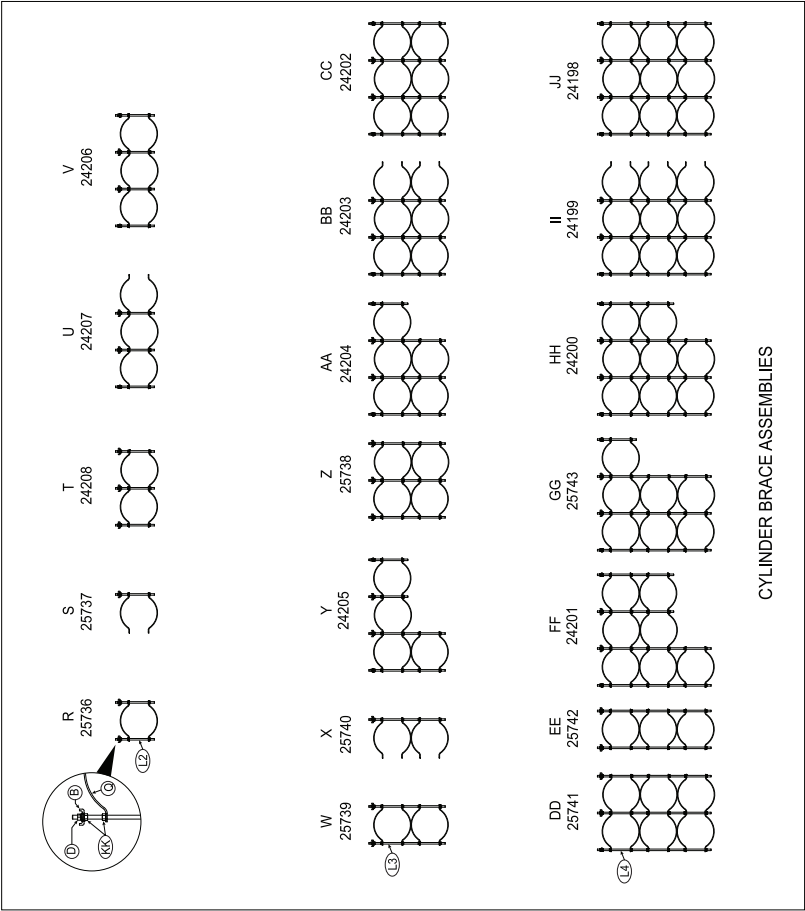 R
25736
S
25737
T
24208
U
24207
V
24206
D
B
KK
Q
L2
W
25739
X
25740
Y
24205
Z
25738
AA
24204
BB
24203
CC
24202
L3
DD
25741
EE
25742
FF
24201
GG
25743
HH
24200
II
24199
JJ
24198
L4
CYLINDER BRACE ASSEMBLIES